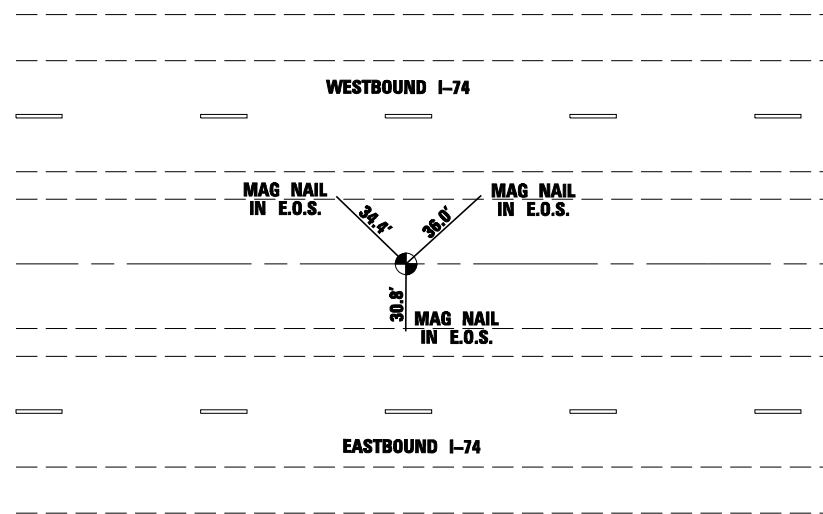 WESTBOUND I-74
MAG NAIL
IN E.O.S.
34.4'
36.0'
MAG NAIL
IN E.O.S.
30.8'
MAG NAIL
IN E.O.S.
EASTBOUND I-74